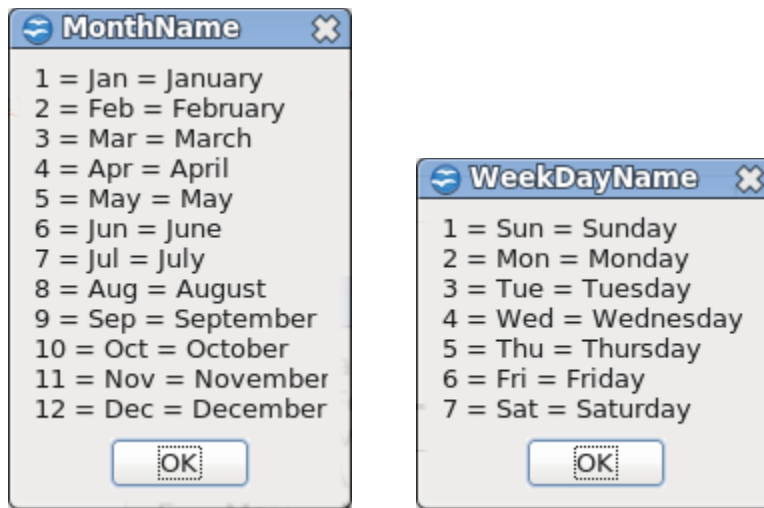 MonthName
1 = Jan = January
2 = Feb = February
3 = Mar = March
4 = Apr = April
5 = May = May
6 = Jun = June
7 = Jul = July
8 = Aug = August
9 = Sep = September
10 = Oct = October
11 = Nov = November
12 = Dec = December
OK
WeekDayName
1 = Sun = Sunday
2 = Mon = Monday
3 = Tue = Tuesday
4 = Wed = Wednesday
5 = Thu = Thursday
6 = Fri = Friday
7 = Sat = Saturday
OK